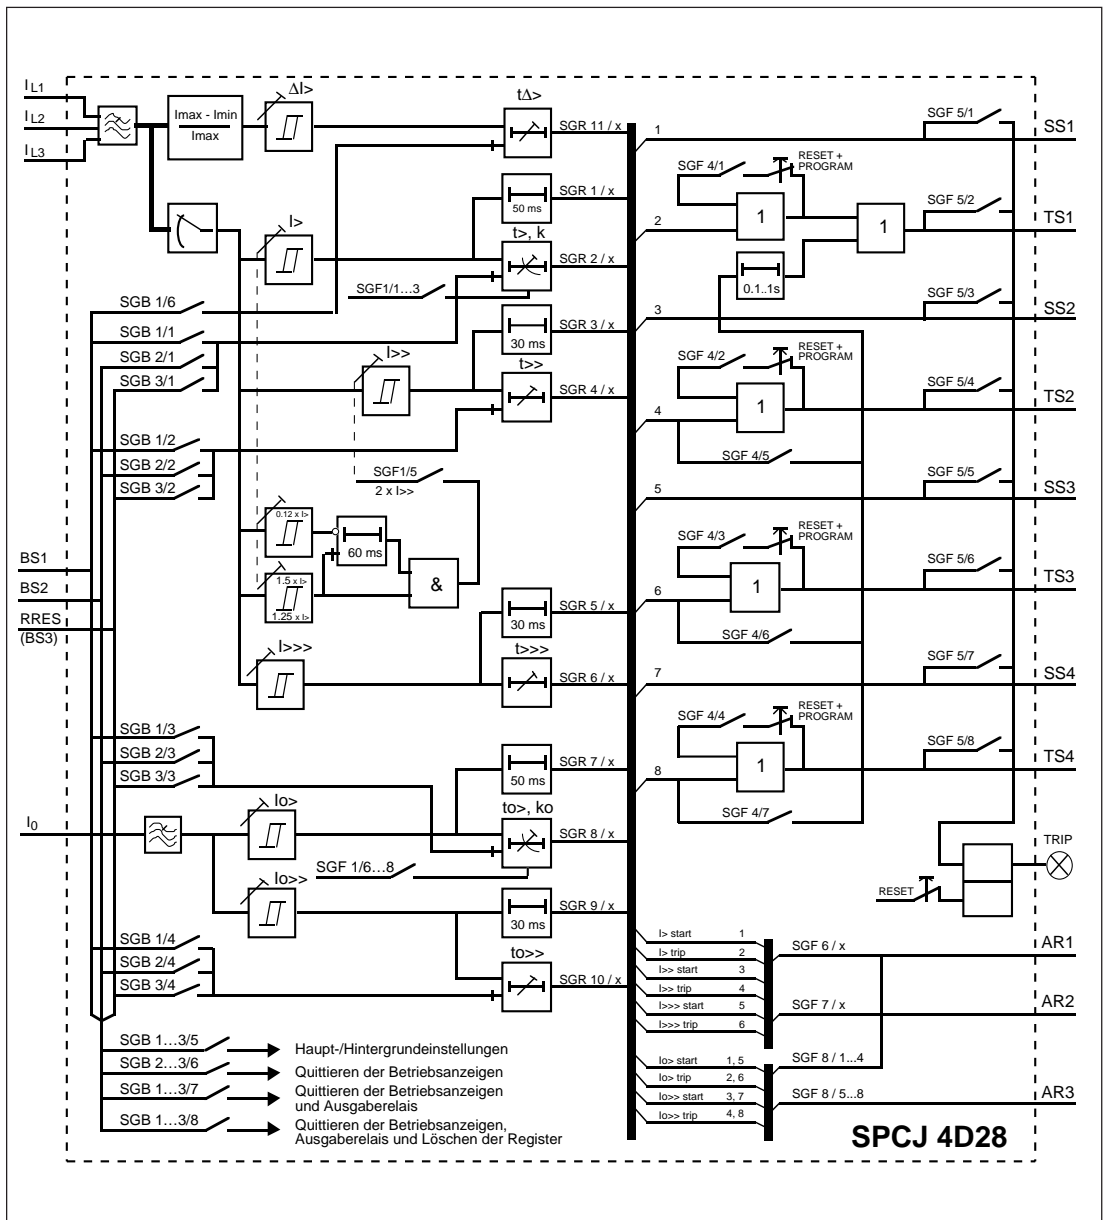 IL1
IL2
IL3
Imax - Imin
Imax
ΔI>
tΔ>
SGR 11 / x
1
SGF 5/1
SS1
SGF 4/1
RESET +
PROGRAM
1
2
1
SGF 5/2
TS1
0.1..1s
I>
50 ms
SGR 1 / x
t>, k
SGR 2 / x
SGF1/1...3
3
SGF 5/3
SS2
SGB 1/6
SGB 1/1
SGB 2/1
SGB 3/1
30 ms
SGR 3 / x
I>>
t>>
SGR 4 / x
SGF 4/2
RESET +
PROGRAM
1
4
SGF 5/4
TS2
SGF 4/5
SGB 1/2
SGB 2/2
SGB 3/2
SGF1/5
2 x I>>
5
SGF 5/5
SS3
0.12 x I>
60 ms
1.5 x I>
1.25 x I>
&
SGF 4/3
RESET +
PROGRAM
1
6
SGF 5/6
TS3
SGF 4/6
BS1
BS2
RRES
(BS3)
30 ms
SGR 5 / x
I>>>
t>>>
SGR 6 / x
7
SGF 5/7
SS4
SGB 1/3
SGB 2/3
SGB 3/3
50 ms
SGR 7 / x
SGF 4/4
RESET +
PROGRAM
1
8
SGF 5/8
TS4
SGF 4/7
I0
Io>
to>, ko
SGR 8 / x
SGF 1/6...8
TRIP
RESET
Io>>
30 ms
SGR 9 / x
SGB 1/4
SGB 2/4
SGB 3/4
to>>
SGR 10 / x
I> start 1
I> trip 2
I>> start 3
I>> trip 4
I>>> start 5
I>>> trip 6
SGF 6 / x
AR1
SGF 7 / x
AR2
Io> start 1, 5
Io> trip 2, 6
Io>> start 3, 7
Io>> trip 4, 8
SGF 8 / 1...4
SGF 8 / 5...8
AR3
SGB 1...3/5
Haupt-/Hintergrundeinstellungen
SGB 2...3/6
Quittieren der Betriebsanzeigen
SGB 1...3/7
Quittieren der Betriebsanzeigen
und Ausgaberelais
SGB 1...3/8
Quittieren der Betriebsanzeigen,
Ausgaberelais und Löschen der Register
SPCJ 4D28